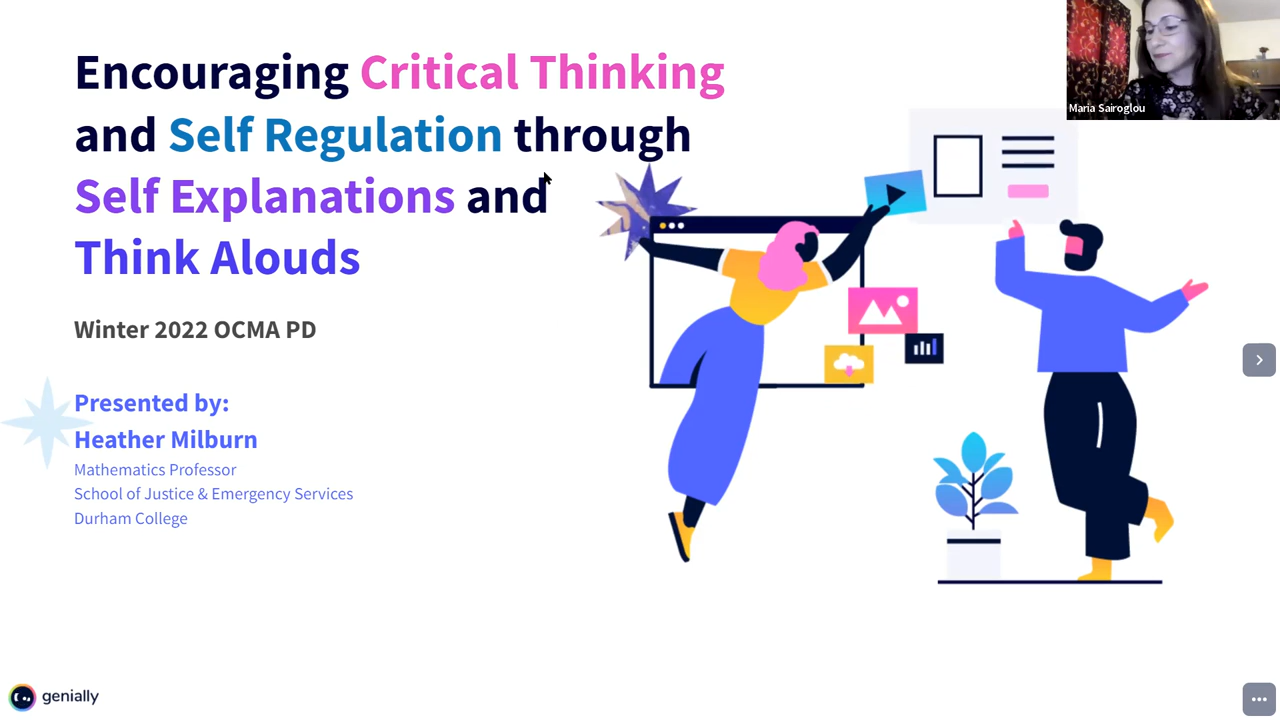 Encouraging Critical Thinking
and Self Regulation through
Self Explanations and
Think Alouds
Winter 2022 OCMA PD
Presented by:
Heather Milburn
Mathematics Professor
School of Justice & Emergency Services
Durham College
Maria Sairoglou
genially